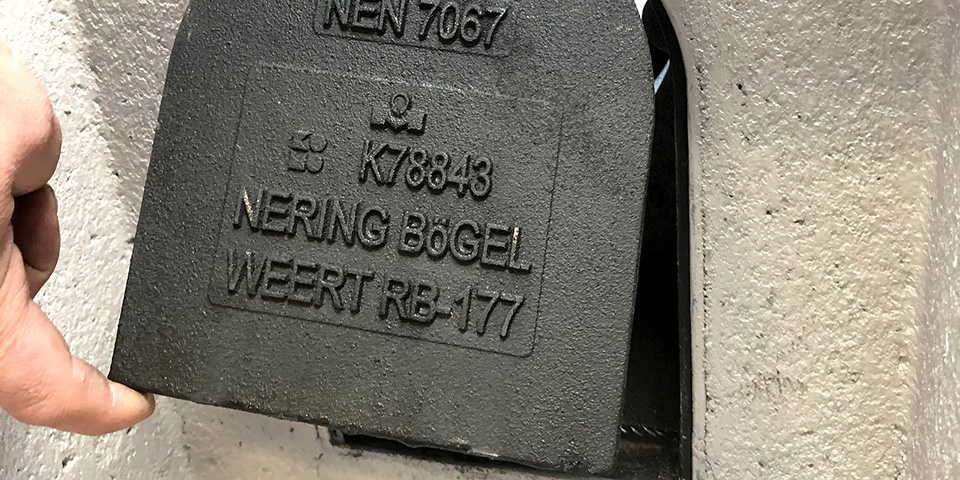 NEN 7067
K78843
NERING BöGEL
WEERT RB-177